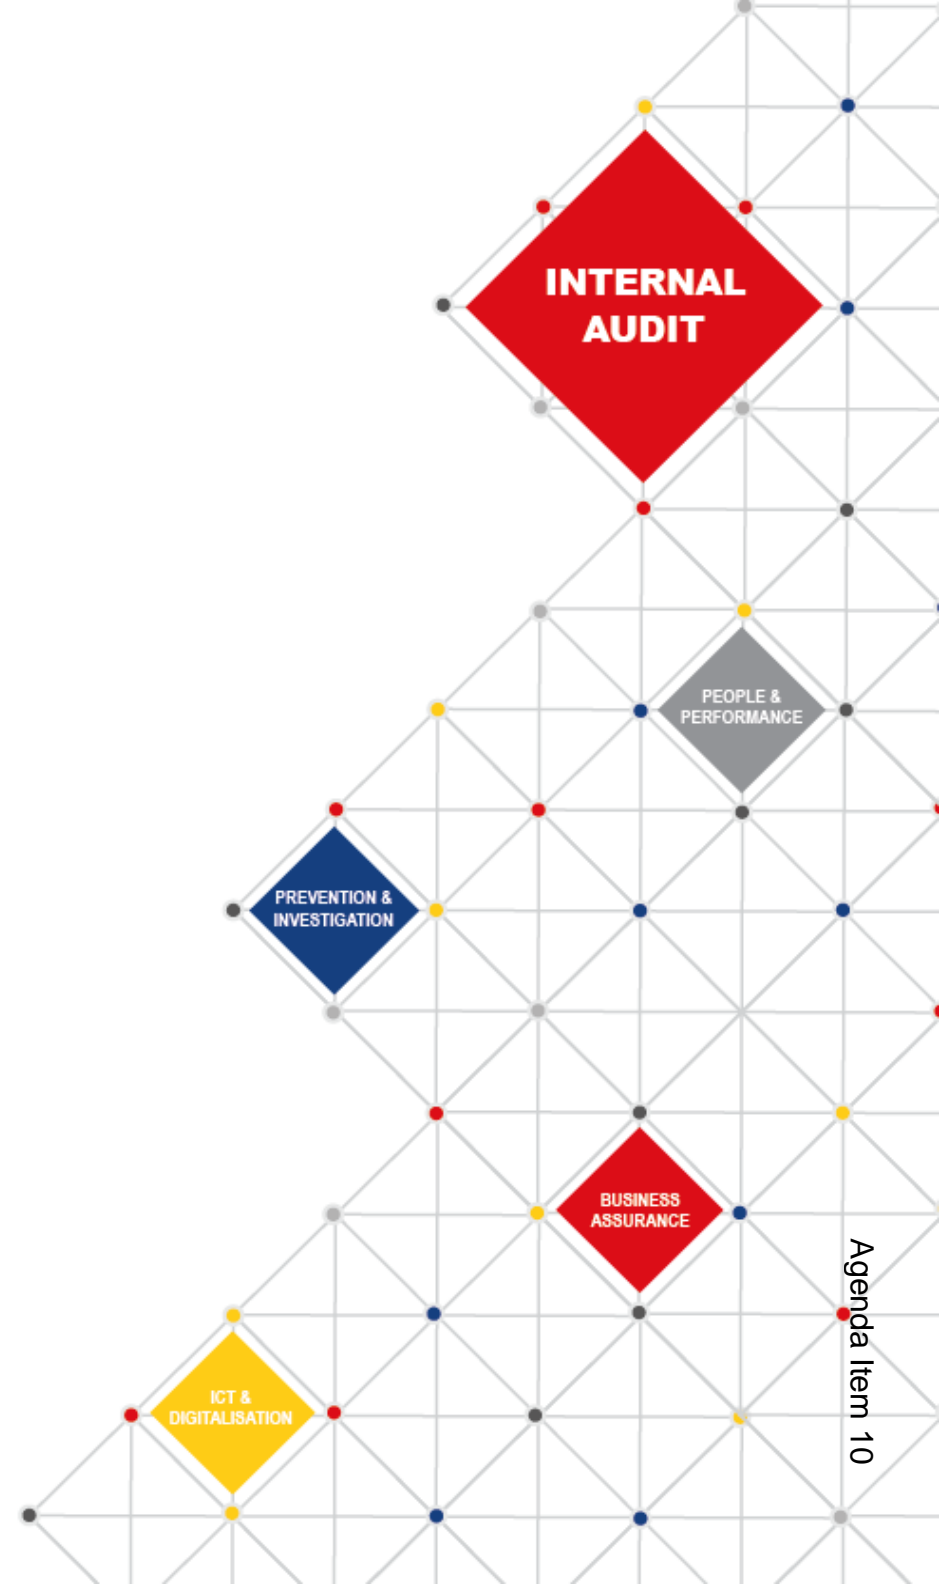 INTERNAL
AUDIT
PEOPLE &
PERFORMANCE
PREVENTION &
INVESTIGATION
BUSINESS
ASSURANCE
Agenda Item 10
ICT &
DIGITALISATION